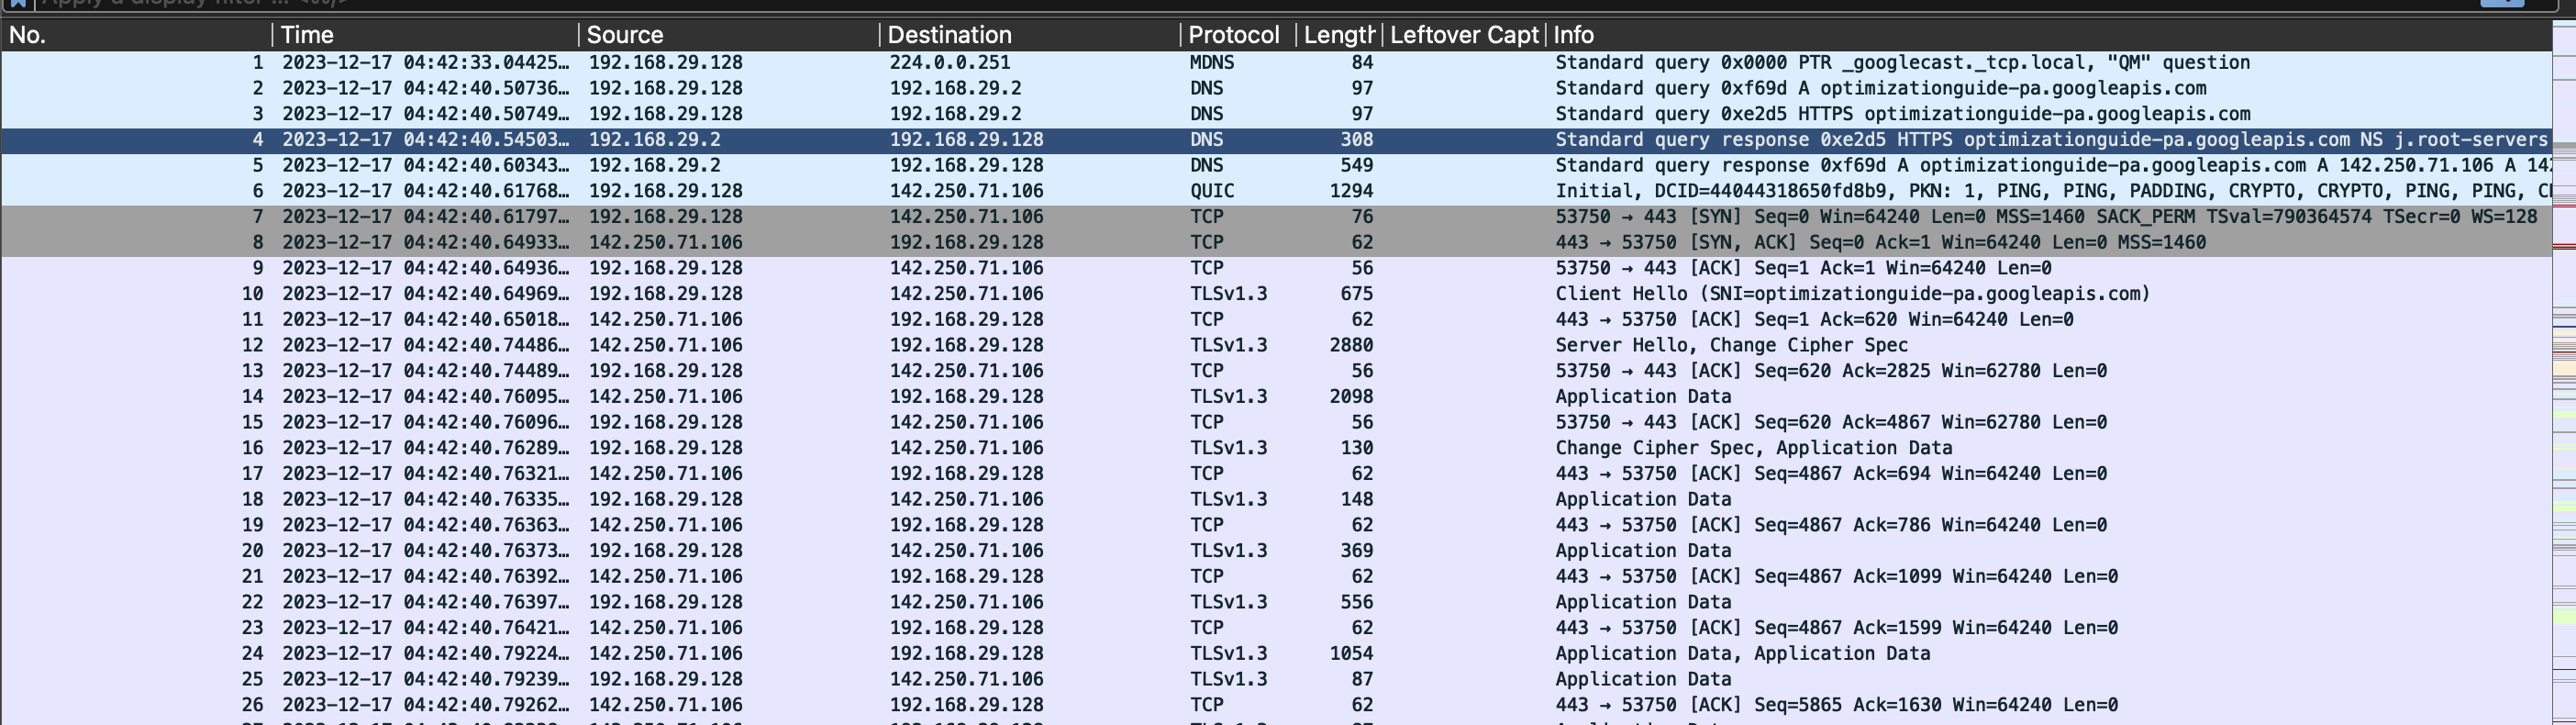 Apply a display filter ... <⌘/>
No. Time Source Destination Protocol Length Leftover Capt Info
1 2023-12-17 04:42:33.04425… 192.168.29.128 224.0.0.251 MDNS 84 Standard query 0x0000 PTR _googlecast._tcp.local, "QM" question
2 2023-12-17 04:42:40.50736… 192.168.29.128 192.168.29.2 DNS 97 Standard query 0xf69d A optimizationguide-pa.googleapis.com
3 2023-12-17 04:42:40.50749… 192.168.29.128 192.168.29.2 DNS 97 Standard query 0xe2d5 HTTPS optimizationguide-pa.googleapis.com
4 2023-12-17 04:42:40.54503… 192.168.29.2 192.168.29.128 DNS 308 Standard query response 0xe2d5 HTTPS optimizationguide-pa.googleapis.com NS j.root-servers
5 2023-12-17 04:42:40.60343… 192.168.29.2 192.168.29.128 DNS 549 Standard query response 0xf69d A optimizationguide-pa.googleapis.com A 142.250.71.106 A 142
6 2023-12-17 04:42:40.61768… 192.168.29.128 142.250.71.106 QUIC 1294 Initial, DCID=44044318650fd8b9, PKN: 1, PING, PING, PADDING, CRYPTO, CRYPTO, PING, PING, C
7 2023-12-17 04:42:40.61797… 192.168.29.128 142.250.71.106 TCP 76 53750 → 443 [SYN] Seq=0 Win=64240 Len=0 MSS=1460 SACK_PERM TSval=790364574 TSecr=0 WS=128
8 2023-12-17 04:42:40.64933… 142.250.71.106 192.168.29.128 TCP 62 443 → 53750 [SYN, ACK] Seq=0 Ack=1 Win=64240 Len=0 MSS=1460
9 2023-12-17 04:42:40.64936… 192.168.29.128 142.250.71.106 TCP 56 53750 → 443 [ACK] Seq=1 Ack=1 Win=64240 Len=0
10 2023-12-17 04:42:40.64969… 192.168.29.128 142.250.71.106 TLSv1.3 675 Client Hello (SNI=optimizationguide-pa.googleapis.com)
11 2023-12-17 04:42:40.65018… 142.250.71.106 192.168.29.128 TCP 62 443 → 53750 [ACK] Seq=1 Ack=620 Win=64240 Len=0
12 2023-12-17 04:42:40.74486… 142.250.71.106 192.168.29.128 TLSv1.3 2880 Server Hello, Change Cipher Spec
13 2023-12-17 04:42:40.74489… 192.168.29.128 142.250.71.106 TCP 56 53750 → 443 [ACK] Seq=620 Ack=2825 Win=62780 Len=0
14 2023-12-17 04:42:40.76095… 142.250.71.106 192.168.29.128 TLSv1.3 2098 Application Data
15 2023-12-17 04:42:40.76096… 192.168.29.128 142.250.71.106 TCP 56 53750 → 443 [ACK] Seq=620 Ack=4867 Win=62780 Len=0
16 2023-12-17 04:42:40.76289… 192.168.29.128 142.250.71.106 TLSv1.3 130 Change Cipher Spec, Application Data
17 2023-12-17 04:42:40.76321… 142.250.71.106 192.168.29.128 TCP 62 443 → 53750 [ACK] Seq=4867 Ack=694 Win=64240 Len=0
18 2023-12-17 04:42:40.76335… 192.168.29.128 142.250.71.106 TLSv1.3 148 Application Data
19 2023-12-17 04:42:40.76363… 142.250.71.106 192.168.29.128 TCP 62 443 → 53750 [ACK] Seq=4867 Ack=786 Win=64240 Len=0
20 2023-12-17 04:42:40.76373… 192.168.29.128 142.250.71.106 TLSv1.3 369 Application Data
21 2023-12-17 04:42:40.76392… 142.250.71.106 192.168.29.128 TCP 62 443 → 53750 [ACK] Seq=4867 Ack=1099 Win=64240 Len=0
22 2023-12-17 04:42:40.76397… 192.168.29.128 142.250.71.106 TLSv1.3 556 Application Data
23 2023-12-17 04:42:40.76421… 142.250.71.106 192.168.29.128 TCP 62 443 → 53750 [ACK] Seq=4867 Ack=1599 Win=64240 Len=0
24 2023-12-17 04:42:40.79224… 142.250.71.106 192.168.29.128 TLSv1.3 1054 Application Data, Application Data
25 2023-12-17 04:42:40.79239… 192.168.29.128 142.250.71.106 TLSv1.3 87 Application Data
26 2023-12-17 04:42:40.79262… 142.250.71.106 192.168.29.128 TCP 62 443 → 53750 [ACK] Seq=5865 Ack=1630 Win=64240 Len=0